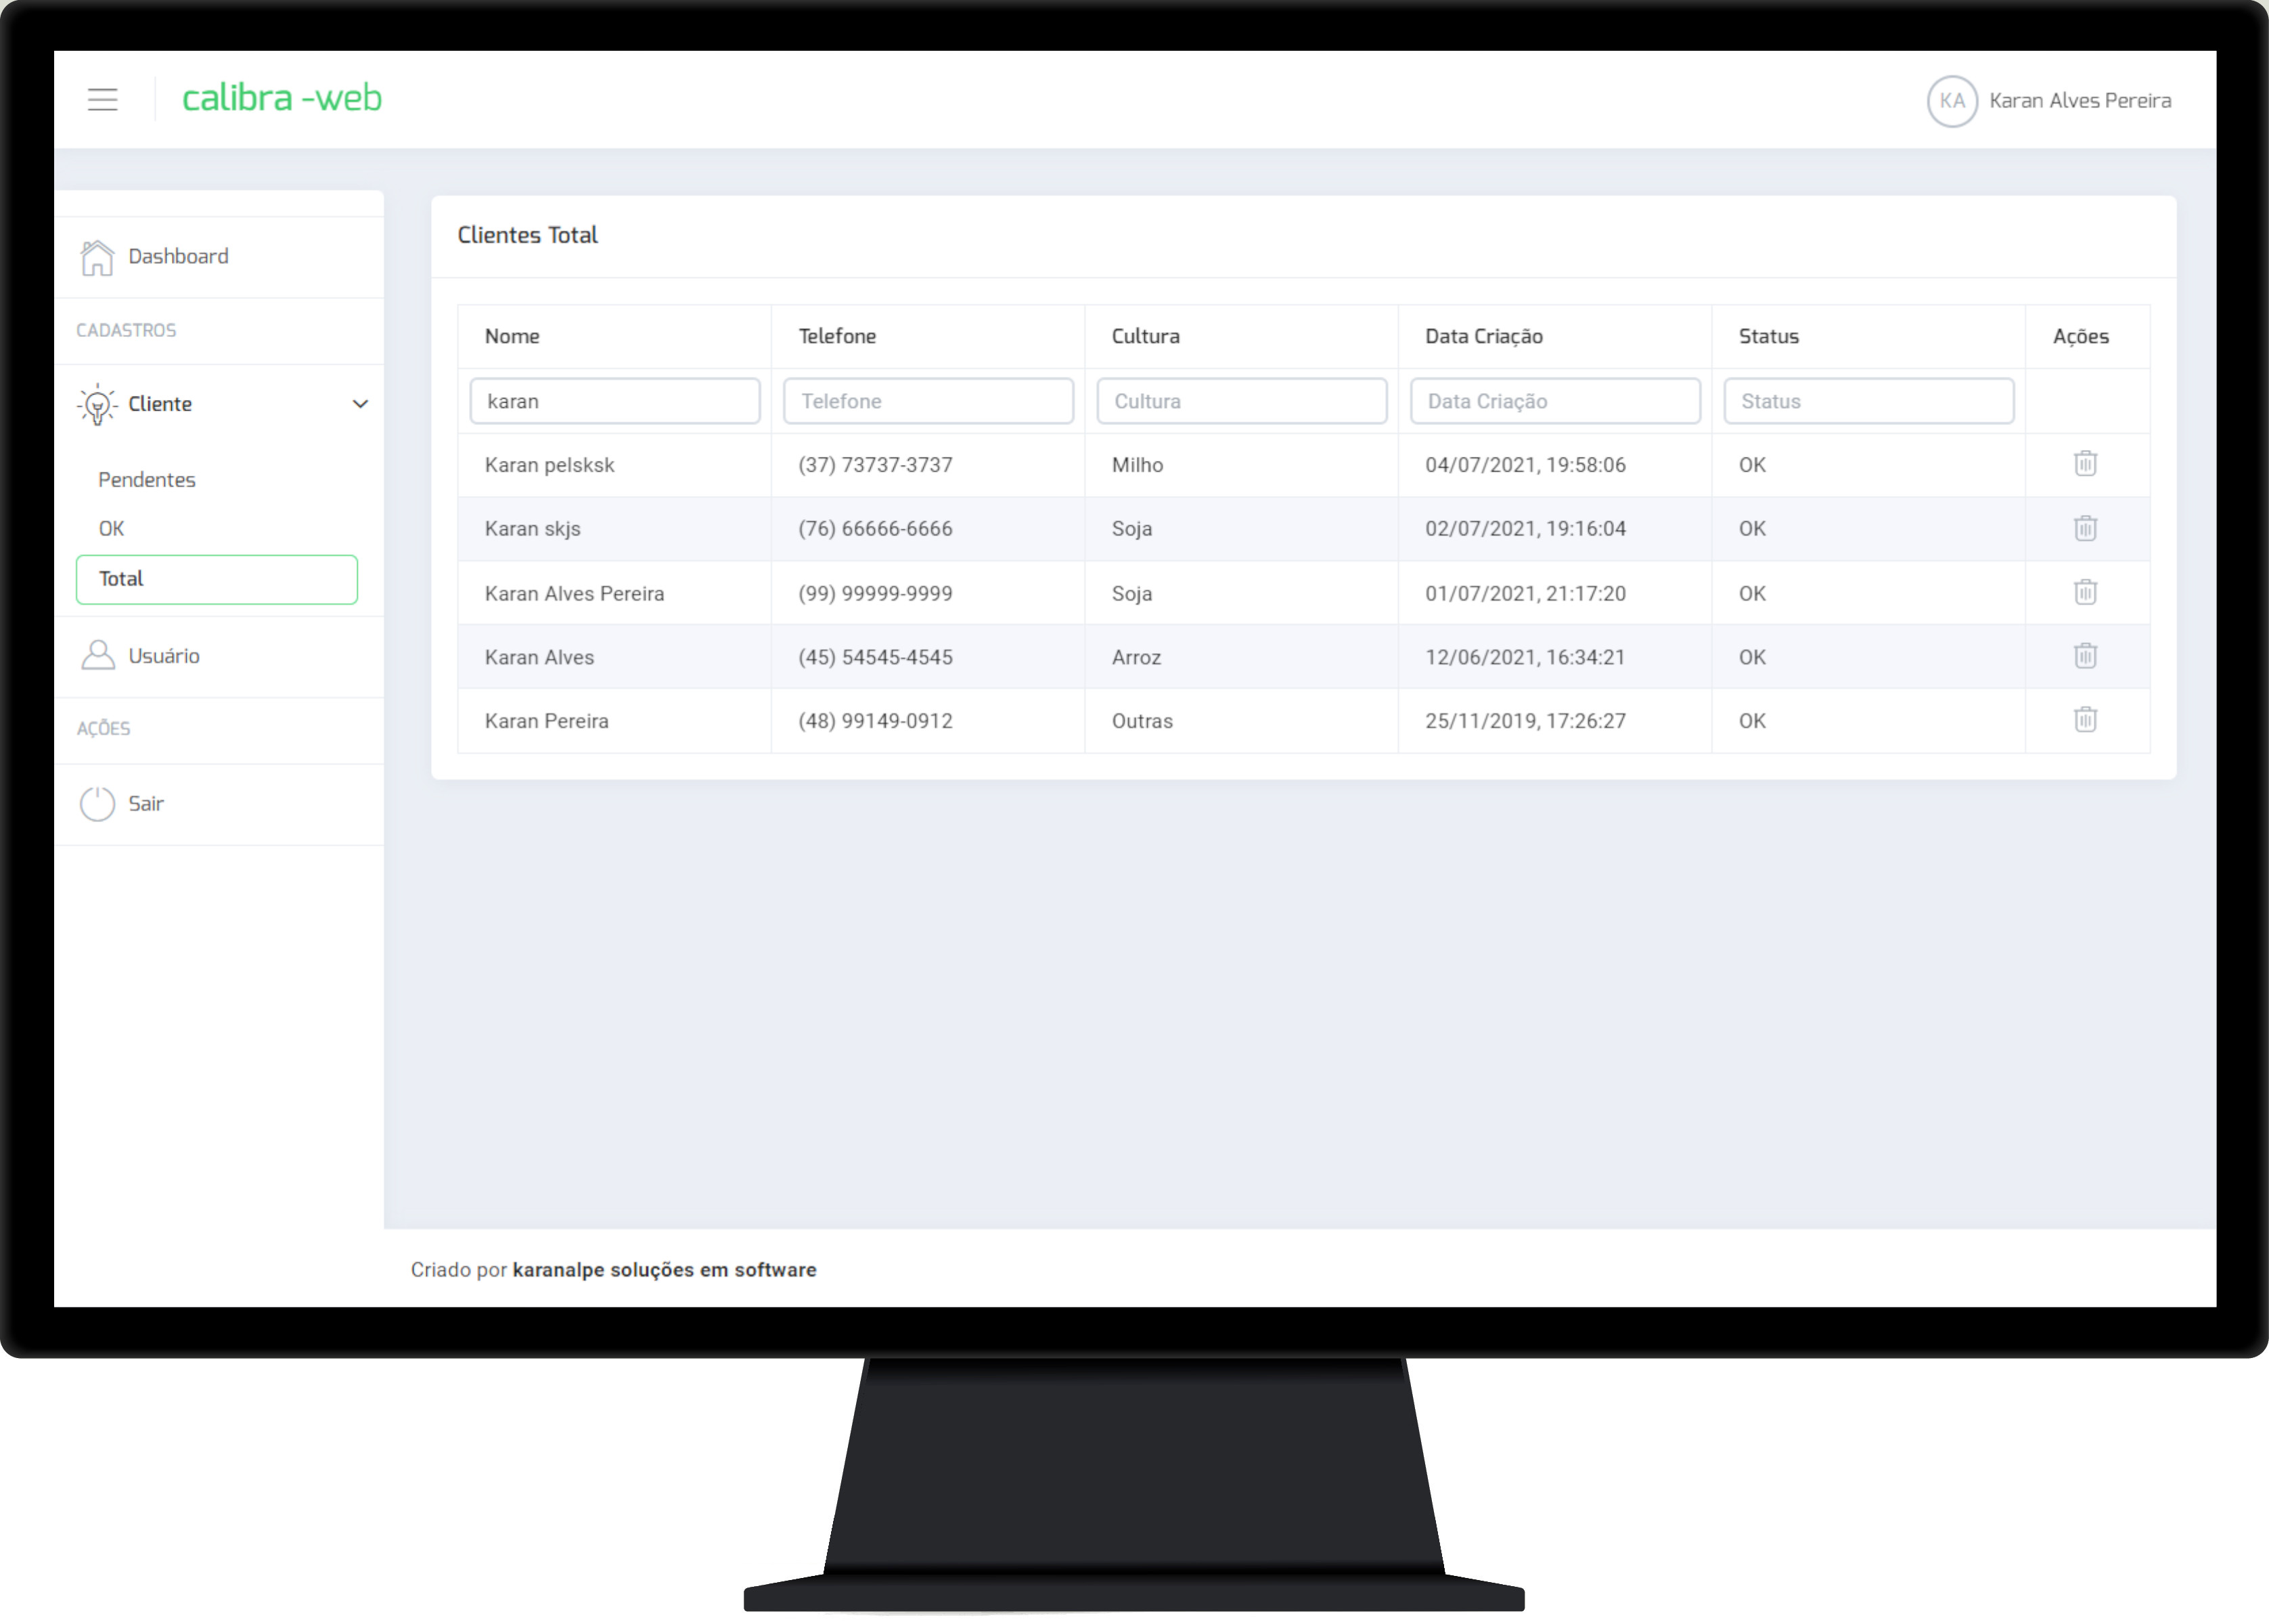 calibra -web
KA Karan Alves Pereira
Dashboard
CADASTROS
Cliente
Pendentes
OK
Total
Usuário
AÇÕES
Sair
Clientes Total
Nome Telefone Cultura Data Criação Status Ações
karan Telefone Cultura Data Criação Status
Karan pelsksk (37) 73737-3737 Milho 04/07/2021, 19:58:06 OK
Karan skjs (76) 66666-6666 Soja 02/07/2021, 19:16:04 OK
Karan Alves Pereira (99) 99999-9999 Soja 01/07/2021, 21:17:20 OK
Karan Alves (45) 54545-4545 Arroz 12/06/2021, 16:34:21 OK
Karan Pereira (48) 99149-0912 Outras 25/11/2019, 17:26:27 OK
Criado por karanalpe soluções em software